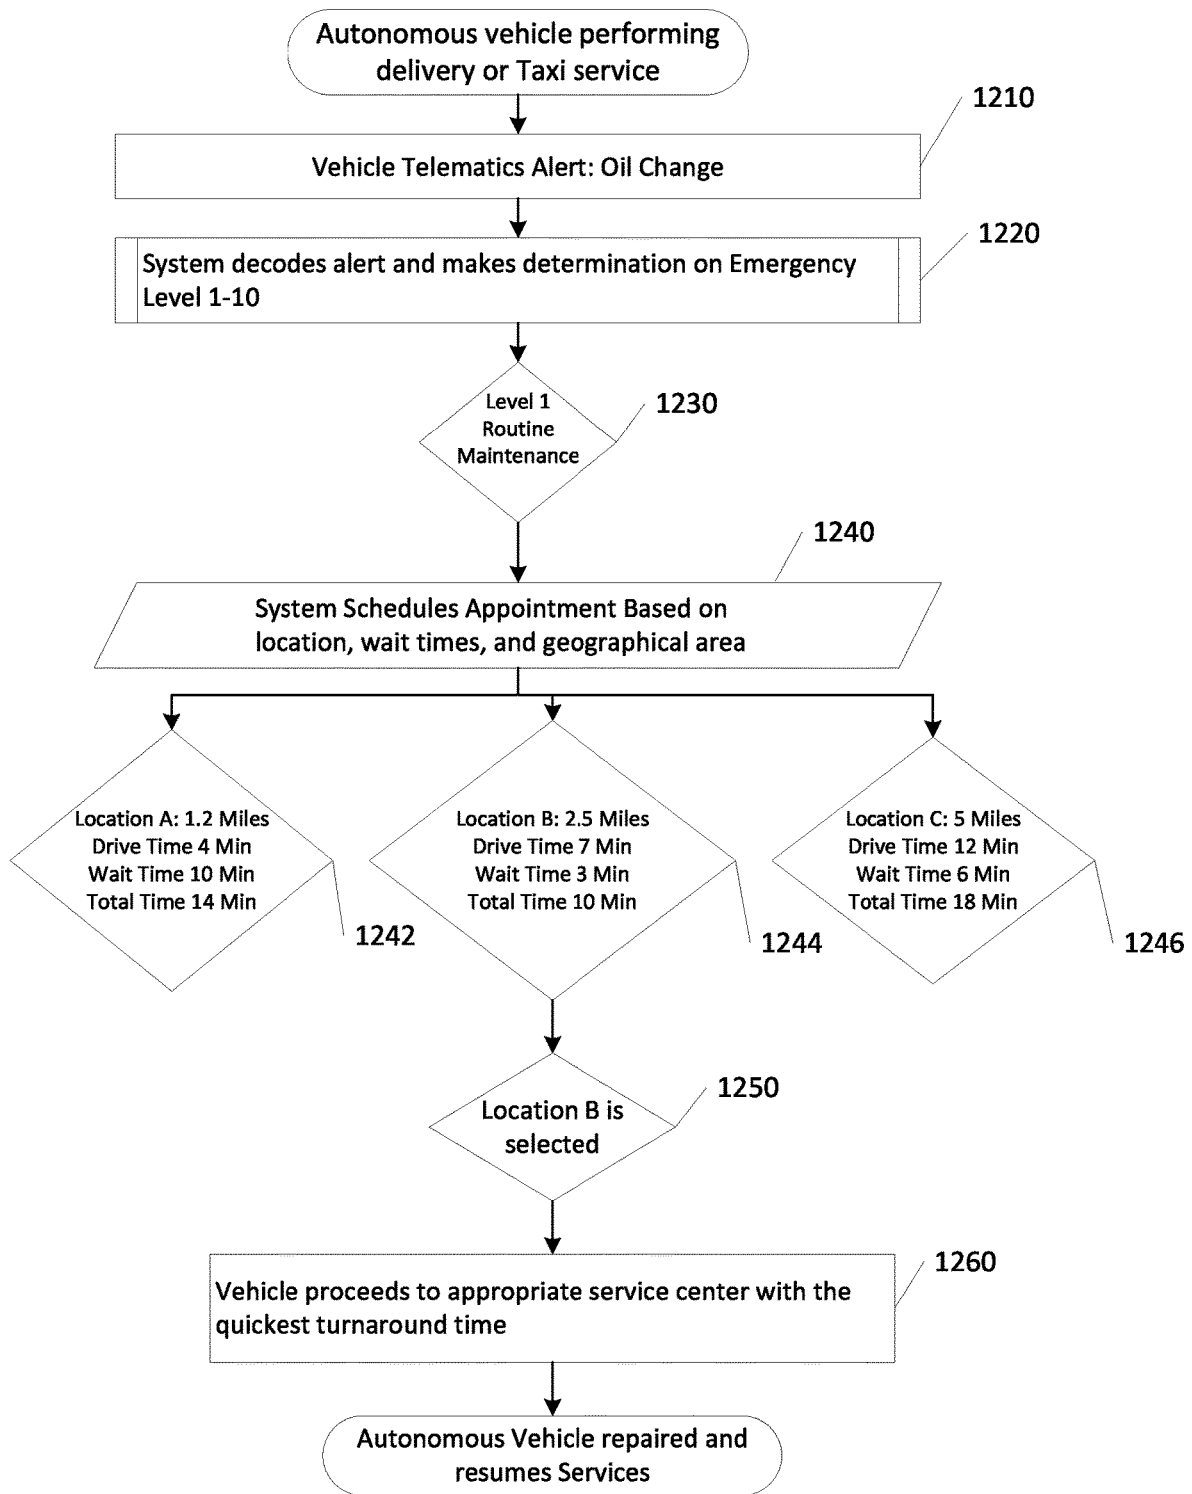 Autonomous vehicle performing
delivery or Taxi service
1210
Vehicle Telematics Alert: Oil Change
1220
System decodes alert and makes determination on Emergency
Level 1-10
Level 1
Routine
Maintenance
1230
1240
System Schedules Appointment Based on
location, wait times, and geographical area
Location A: 1.2 Miles
Drive Time 4 Min
Wait Time 10 Min
Total Time 14 Min
1242
Location B: 2.5 Miles
Drive Time 7 Min
Wait Time 3 Min
Total Time 10 Min
1244
Location C: 5 Miles
Drive Time 12 Min
Wait Time 6 Min
Total Time 18 Min
1246
1250
Location B is
selected
1260
Vehicle proceeds to appropriate service center with the
quickest turnaround time
Autonomous Vehicle repaired and
resumes Services